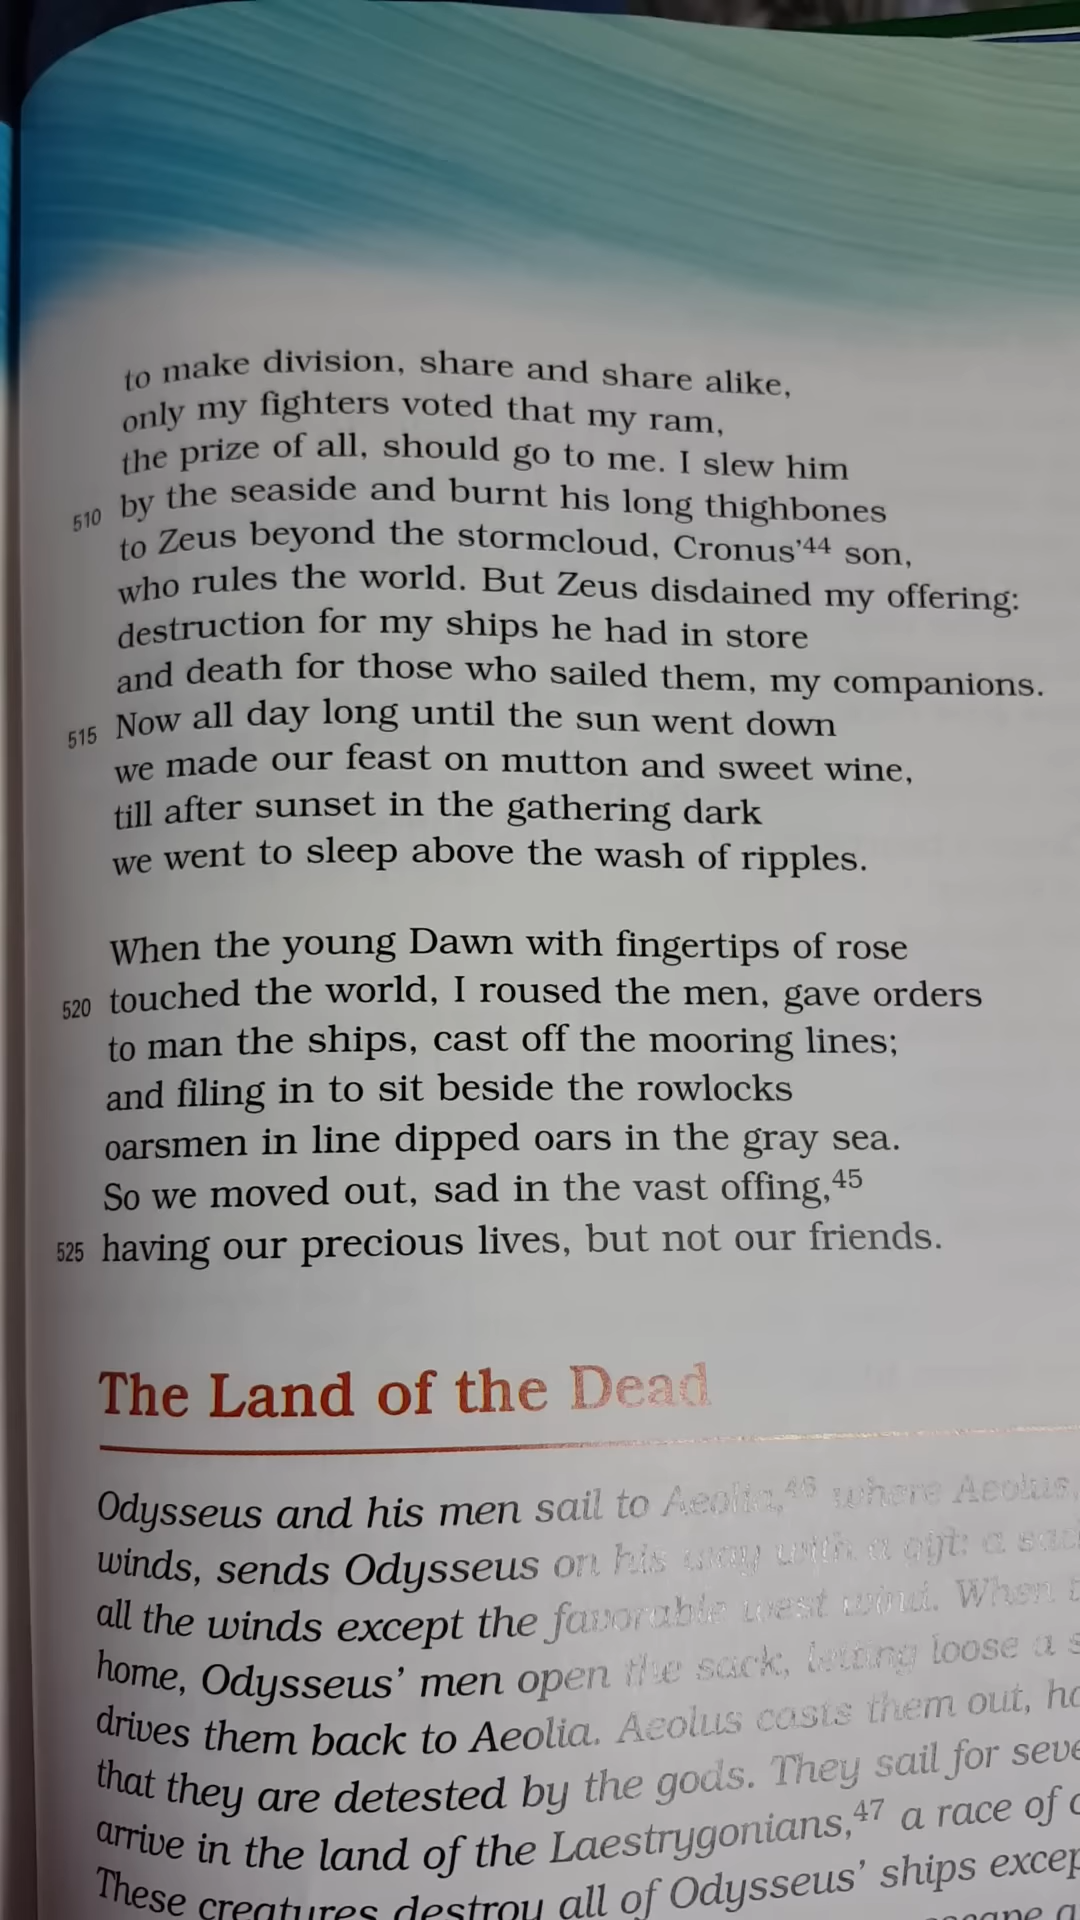 to make division, share and share alike,
only my fighters voted that my ram,
the prize of all, should go to me. I slew him
510 by the seaside and burnt his long thighbones
to Zeus beyond the stormcloud, Cronus'44 son,
who rules the world. But Zeus disdained my offering:
destruction for my ships he had in store
and death for those who sailed them, my companions.
515 Now all day long until the sun went down
we made our feast on mutton and sweet wine,
till after sunset in the gathering dark
we went to sleep above the wash of ripples.
When the young Dawn with fingertips of rose
520 touched the world, I roused the men, gave orders
to man the ships, cast off the mooring lines;
and filing in to sit beside the rowlocks
oarsmen in line dipped oars in the gray sea.
So we moved out, sad in the vast offing,45
525 having our precious lives, but not our friends.
The Land of the Dead
Odysseus and his men sail to Aeolia,46 where Aeolus,
winds, sends Odysseus on his way with a gift: a
all the winds except the favorable west wind. When
home, Odysseus' men open the sack, letting loose a
drives them back to Aeolia. Aeolus casts them out,
that they are detested by the gods. They sail for
arrive in the land of the Laestrygonians,47 a race of
These creatures destroy all of Odysseus' ships